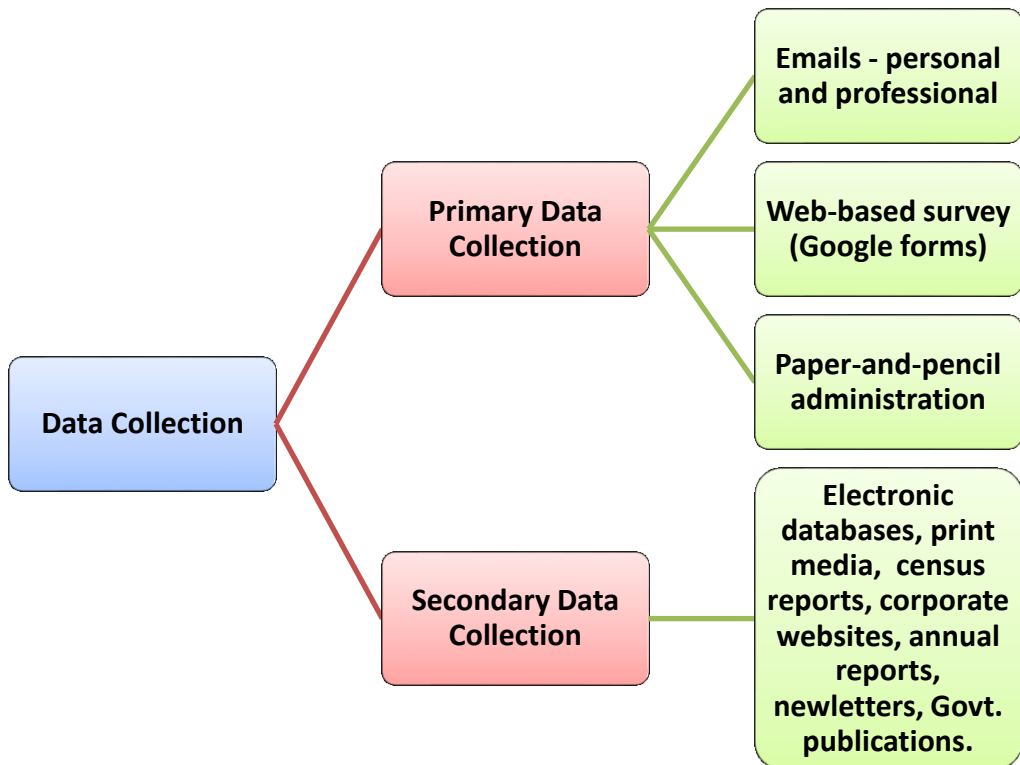 Data Collection
Primary Data
Collection
Emails - personal
and professional
Web-based survey
(Google forms)
Paper-and-pencil
administration
Secondary Data
Collection
Electronic
databases, print
media, census
reports, corporate
websites, annual
reports,
newletters, Govt.
publications.